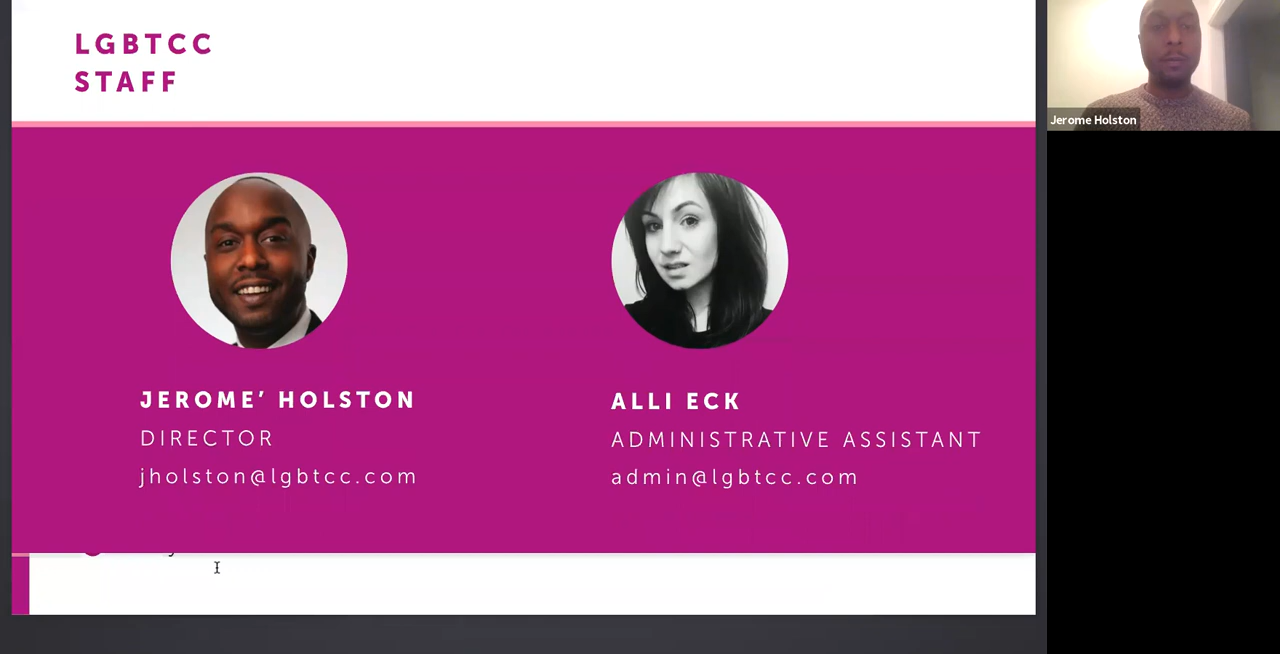 LGBTCC
STAFF
JEROME’ HOLSTON
DIRECTOR
jholston@lgbtcc.com
ALLI ECK
ADMINISTRATIVE ASSISTANT
admin@lgbtcc.com
Jerome Holston